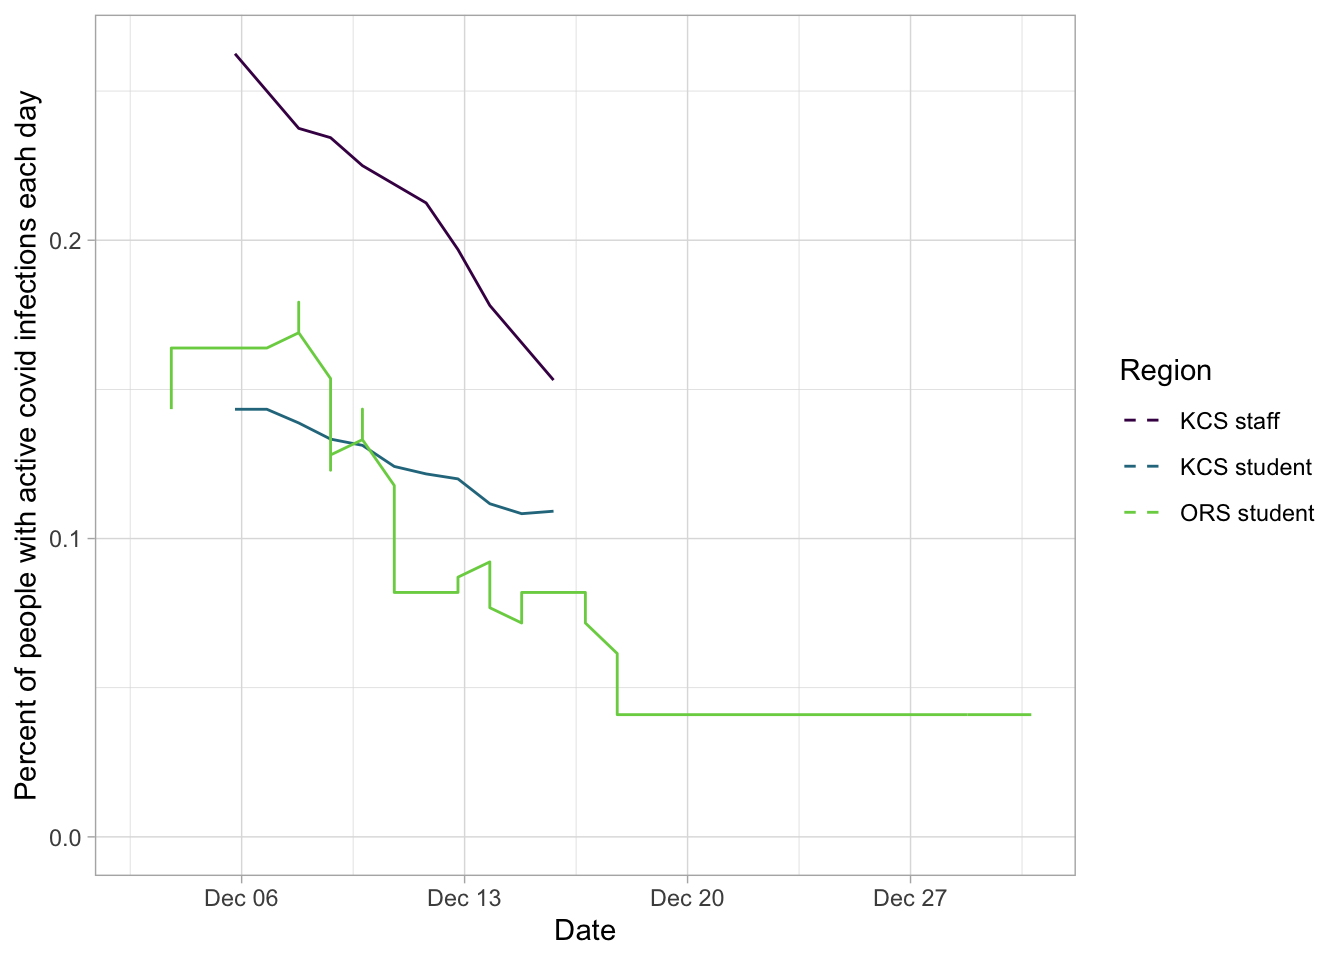 Percent of people with active covid infections each day
0.2
0.1
0.0
Dec 06
Dec 13
Dec 20
Dec 27
Date
Region
KCS staff
KCS student
ORS student